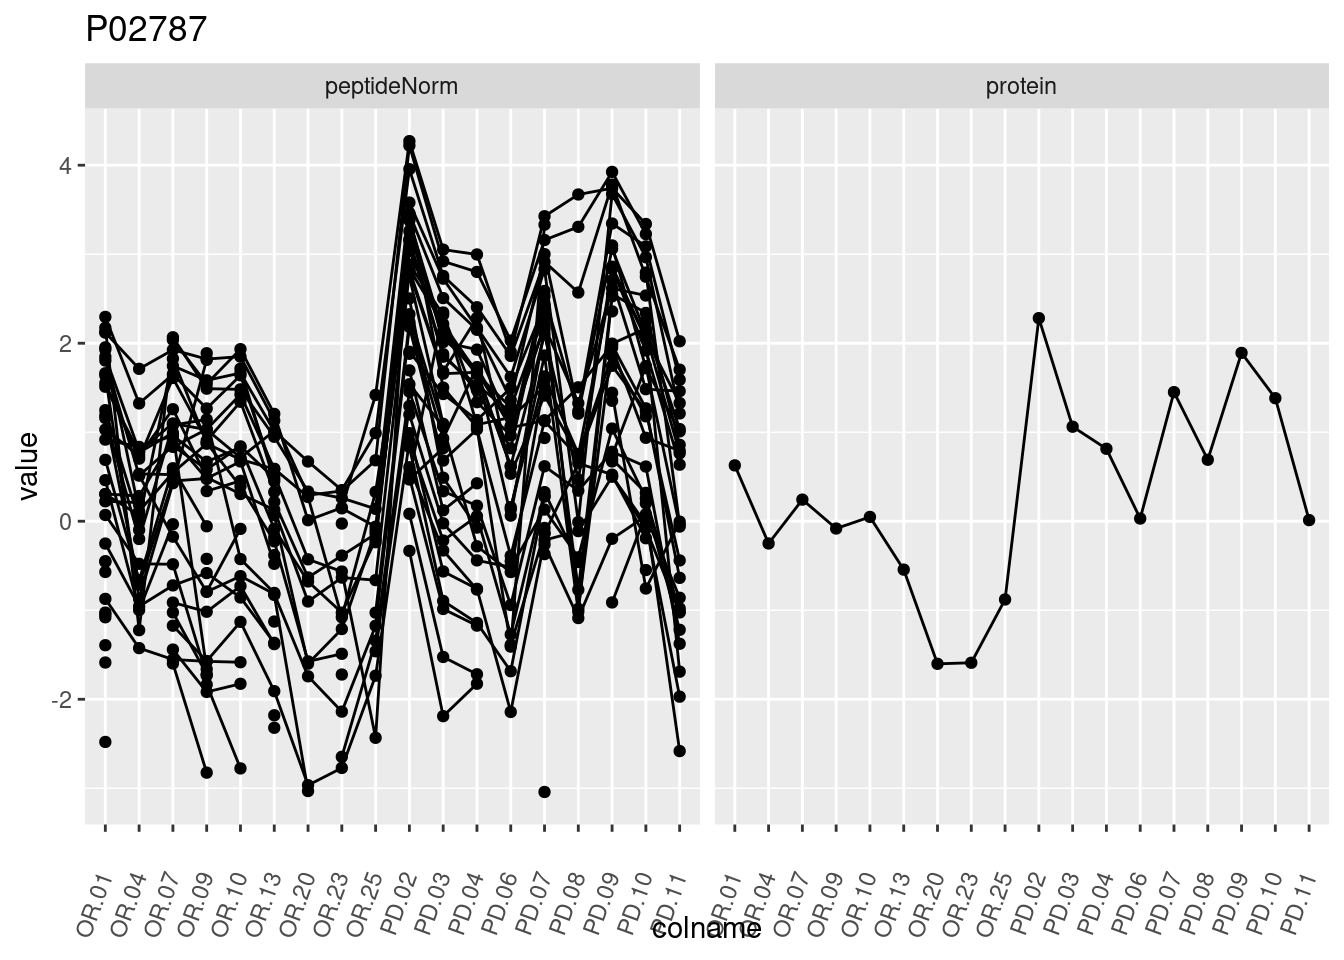 P02787
peptideNorm
protein
4
2
0
-2
value
OR.01 OR.04 OR.07 OR.09 OR.10 OR.13 OR.20 OR.23 OR.25 PD.02 PD.03 PD.04 PD.06 PD.07 PD.08 PD.09 PD.10 PD.11
OR.01 OR.04 OR.07 OR.09 OR.10 OR.13 OR.20 OR.23 OR.25 PD.02 PD.03 PD.04 PD.06 PD.07 PD.08 PD.09 PD.10 PD.11
colname